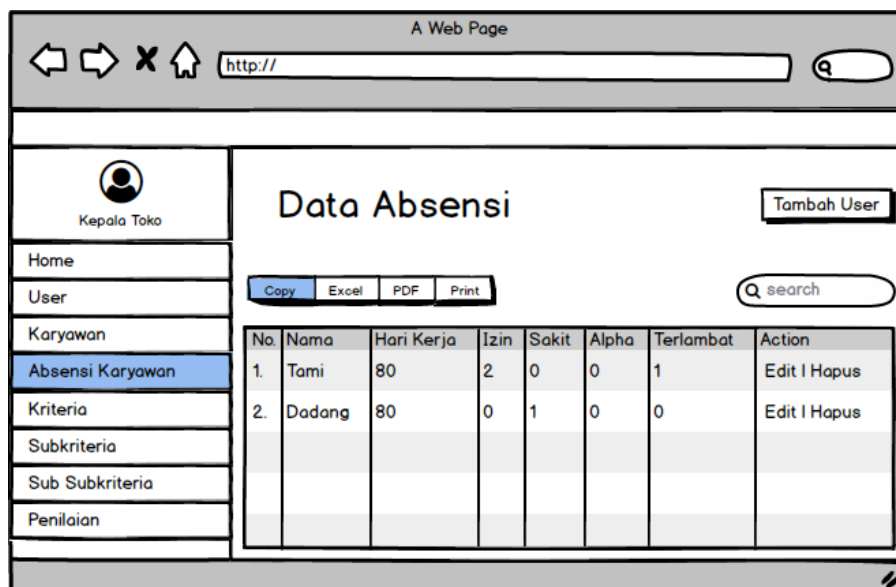 A Web Page
http://
Kepala Toko
Home
User
Karyawan
Absensi Karyawan
Kriteria
Subkriteria
Sub Subkriteria
Penilaian
Data Absensi
Tambah User
Copy Excel PDF Print
search
No. Nama Hari Kerja Izin Sakit Alpha Terlambat Action
1. Tami 80 2 0 0 1 Edit I Hapus
2. Dadang 80 0 1 0 0 Edit I Hapus